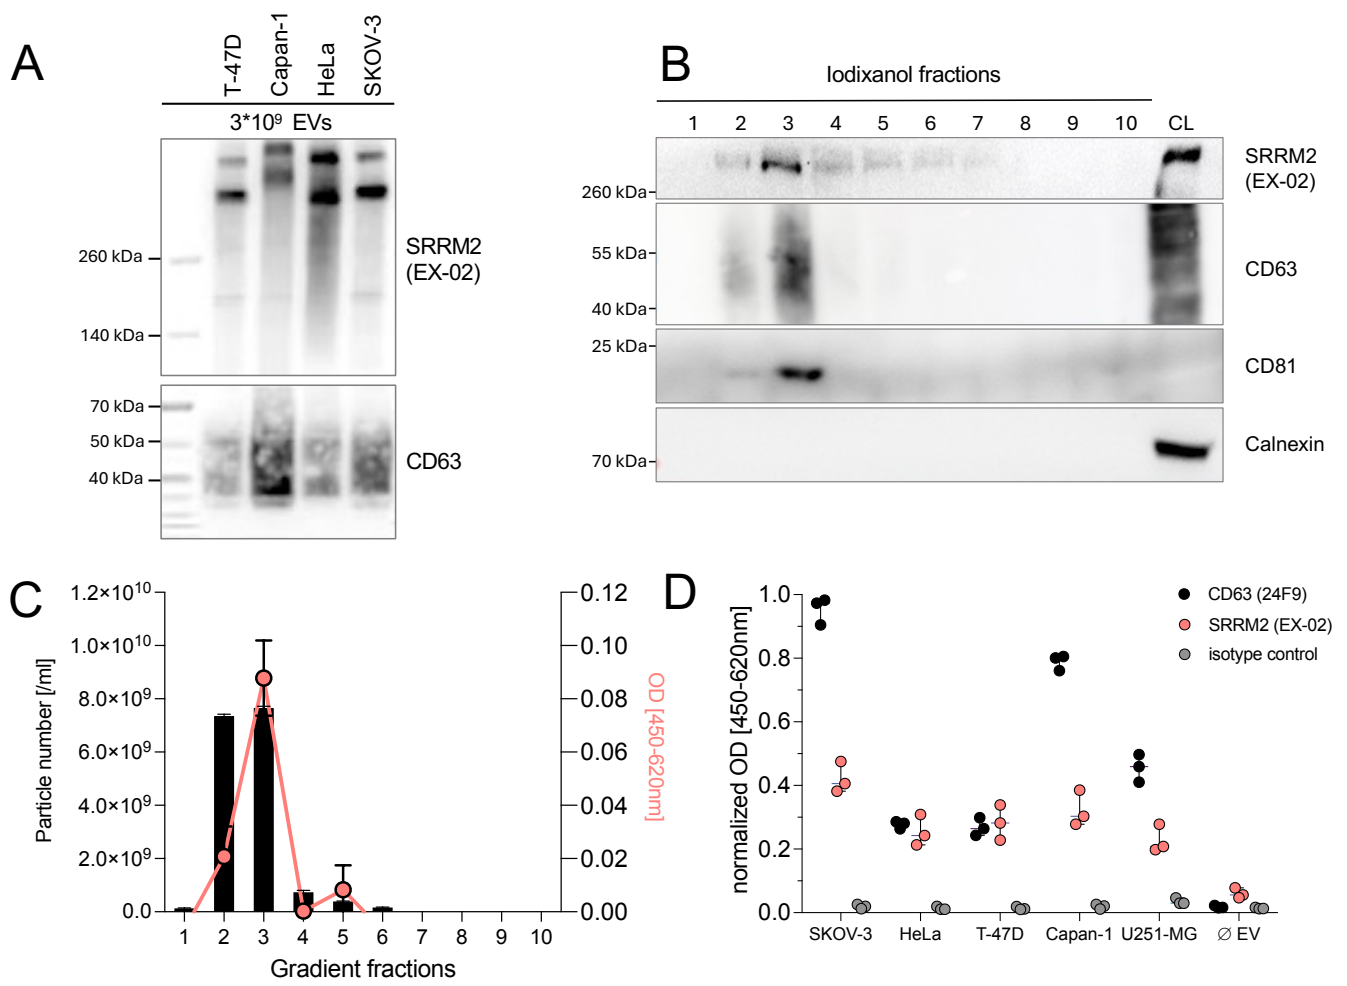 A
T-47D
Capan-1
HeLa
SKOV-3
3*10⁹ EVs
260 kDa
140 kDa
SRRM2
(EX-02)
70 kDa
50 kDa
40 kDa
CD63
B
Iodixanol fractions
1 2 3 4 5 6 7 8 9 10 CL
260 kDa
SRRM2
(EX-02)
55 kDa
40 kDa
CD63
25 kDa
CD81
70 kDa
Calnexin
C
Particle number [/ml]
1.2×10¹⁰
1.0×10¹⁰
8.0×10⁹
6.0×10⁹
4.0×10⁹
2.0×10⁹
0.0
0.12
0.10
0.08
0.06
0.04
0.02
0.00
OD [450-620nm]
1 2 3 4 5 6 7 8 9 10
Gradient fractions
D
normalized OD [450-620nm]
1.0
0.8
0.6
0.4
0.2
0.0
CD63 (24F9)
SRRM2 (EX-02)
isotype control
SKOV-3 HeLa T-47D Capan-1 U251-MG ∅ EV